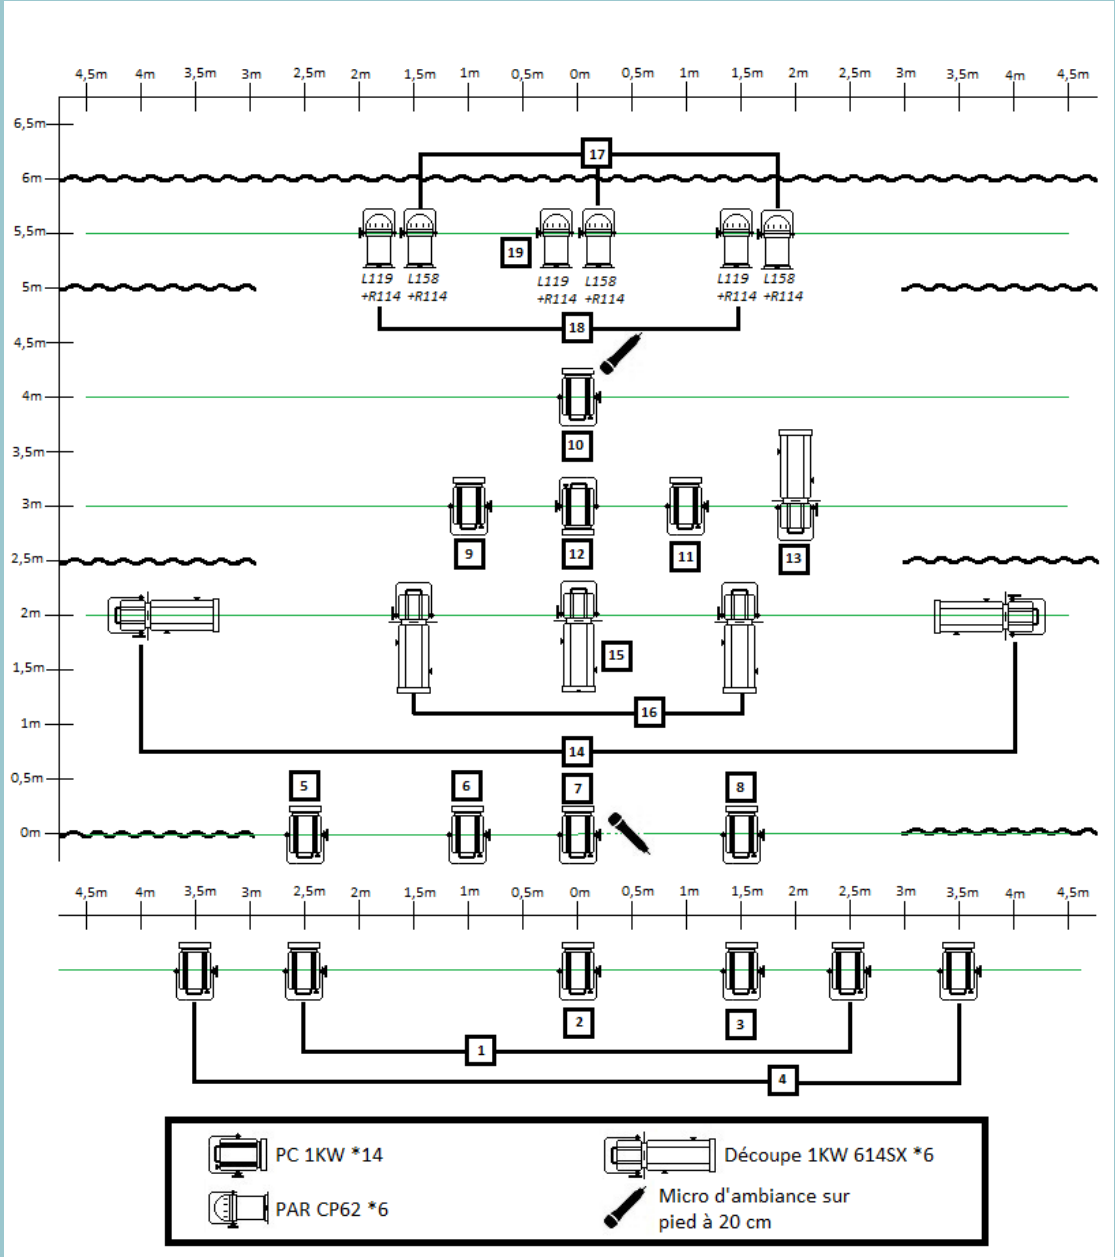 4,5m 4m 3,5m 3m 2,5m 2m 1,5m 1m 0,5m 0m 0,5m 1m 1,5m 2m 3m 3,5m 4m 4,5m
6,5m
17
6m
5,5m
19
L119 L158 L119 L158 L119 L158
+R114 +R114 +R114 +R114 +R114 +R114
5m
18
4,5m
4m
10
3,5m
3m
9 12 11 13
2,5m
2m
15
1,5m
16
1m
14
0,5m
5 6 7 8
0m
4,5m 4m 3,5m 3m 2,5m 2m 1,5m 1m 0,5m 0m 0,5m 1m 1,5m 2m 3m 3,5m 4m 4,5m
2 3
1
4
PC 1KW *14 Découpe 1KW 614SX *6
PAR CP62 *6
Micro d'ambiance sur
pied à 20 cm